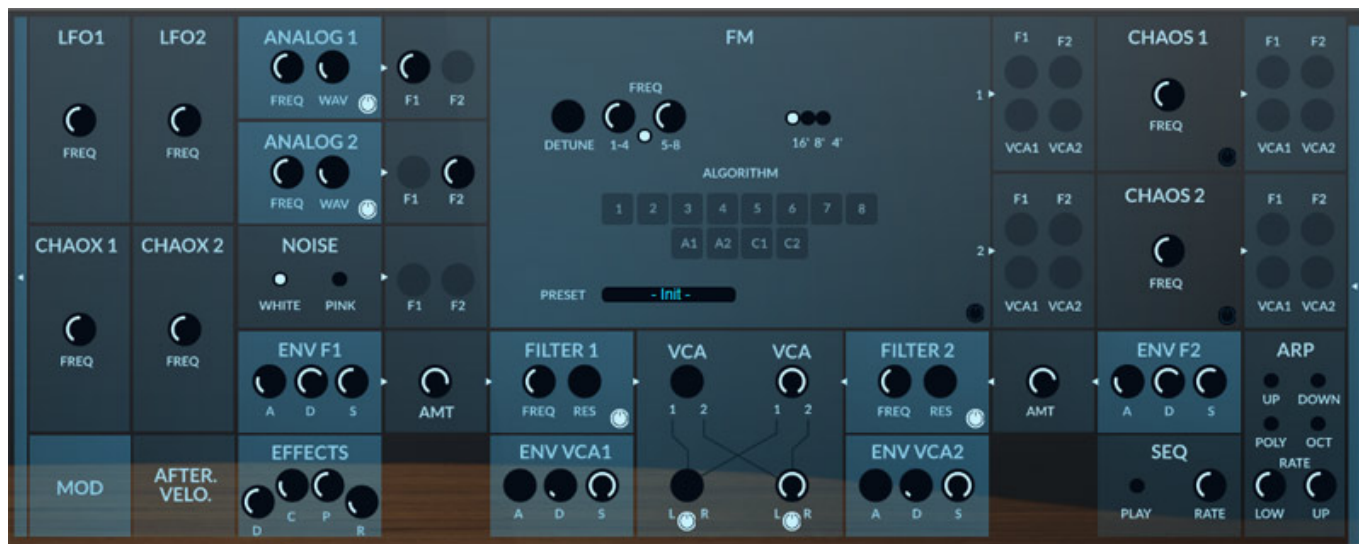 LFO1
FREQ
LFO2
FREQ
CHAOX 1
FREQ
CHAOX 2
FREQ
MOD
AFTER.
VELO.
ANALOG 1
FREQ WAV
F1 F2
ANALOG 2
FREQ WAV
F1 F2
NOISE
WHITE PINK
F1 F2
ENV F1
A D S
AMT
EFFECTS
D C P R
FM
FREQ
DETUNE 1-4 5-8
16' 8' 4'
ALGORITHM
1 2 3 4 5 6 7 8
A1 A2 C1 C2
PRESET - Init -
1
F1 F2
VCA1 VCA2
2
F1 F2
VCA1 VCA2
CHAOS 1
FREQ
F1 F2
VCA1 VCA2
CHAOS 2
FREQ
F1 F2
VCA1 VCA2
FILTER 1
FREQ RES
ENV VCA1
A D S
VCA VCA
1 2 1 2
L R L R
FILTER 2
FREQ RES
ENV VCA2
A D S
AMT
ENV F2
A D S
SEQ
PLAY RATE
ARP
UP DOWN
POLY OCT
RATE
LOW UP